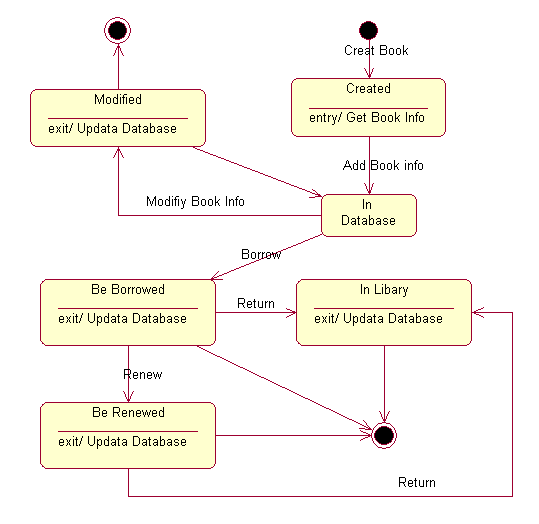 Creat Book
Modified
exit/ Updata Database
Created
entry/ Get Book Info
Add Book info
Modifiy Book Info
In
Database
Borrow
Be Borrowed
exit/ Updata Database
Return
In Libary
exit/ Updata Database
Renew
Be Renewed
exit/ Updata Database
Return